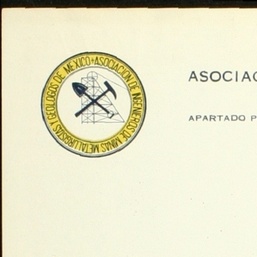 ASOCIACION DE INGENIEROS DE MINAS METALURGISTAS Y GEOLOGOS DE MEXICO
ASOCIAC
APARTADO P